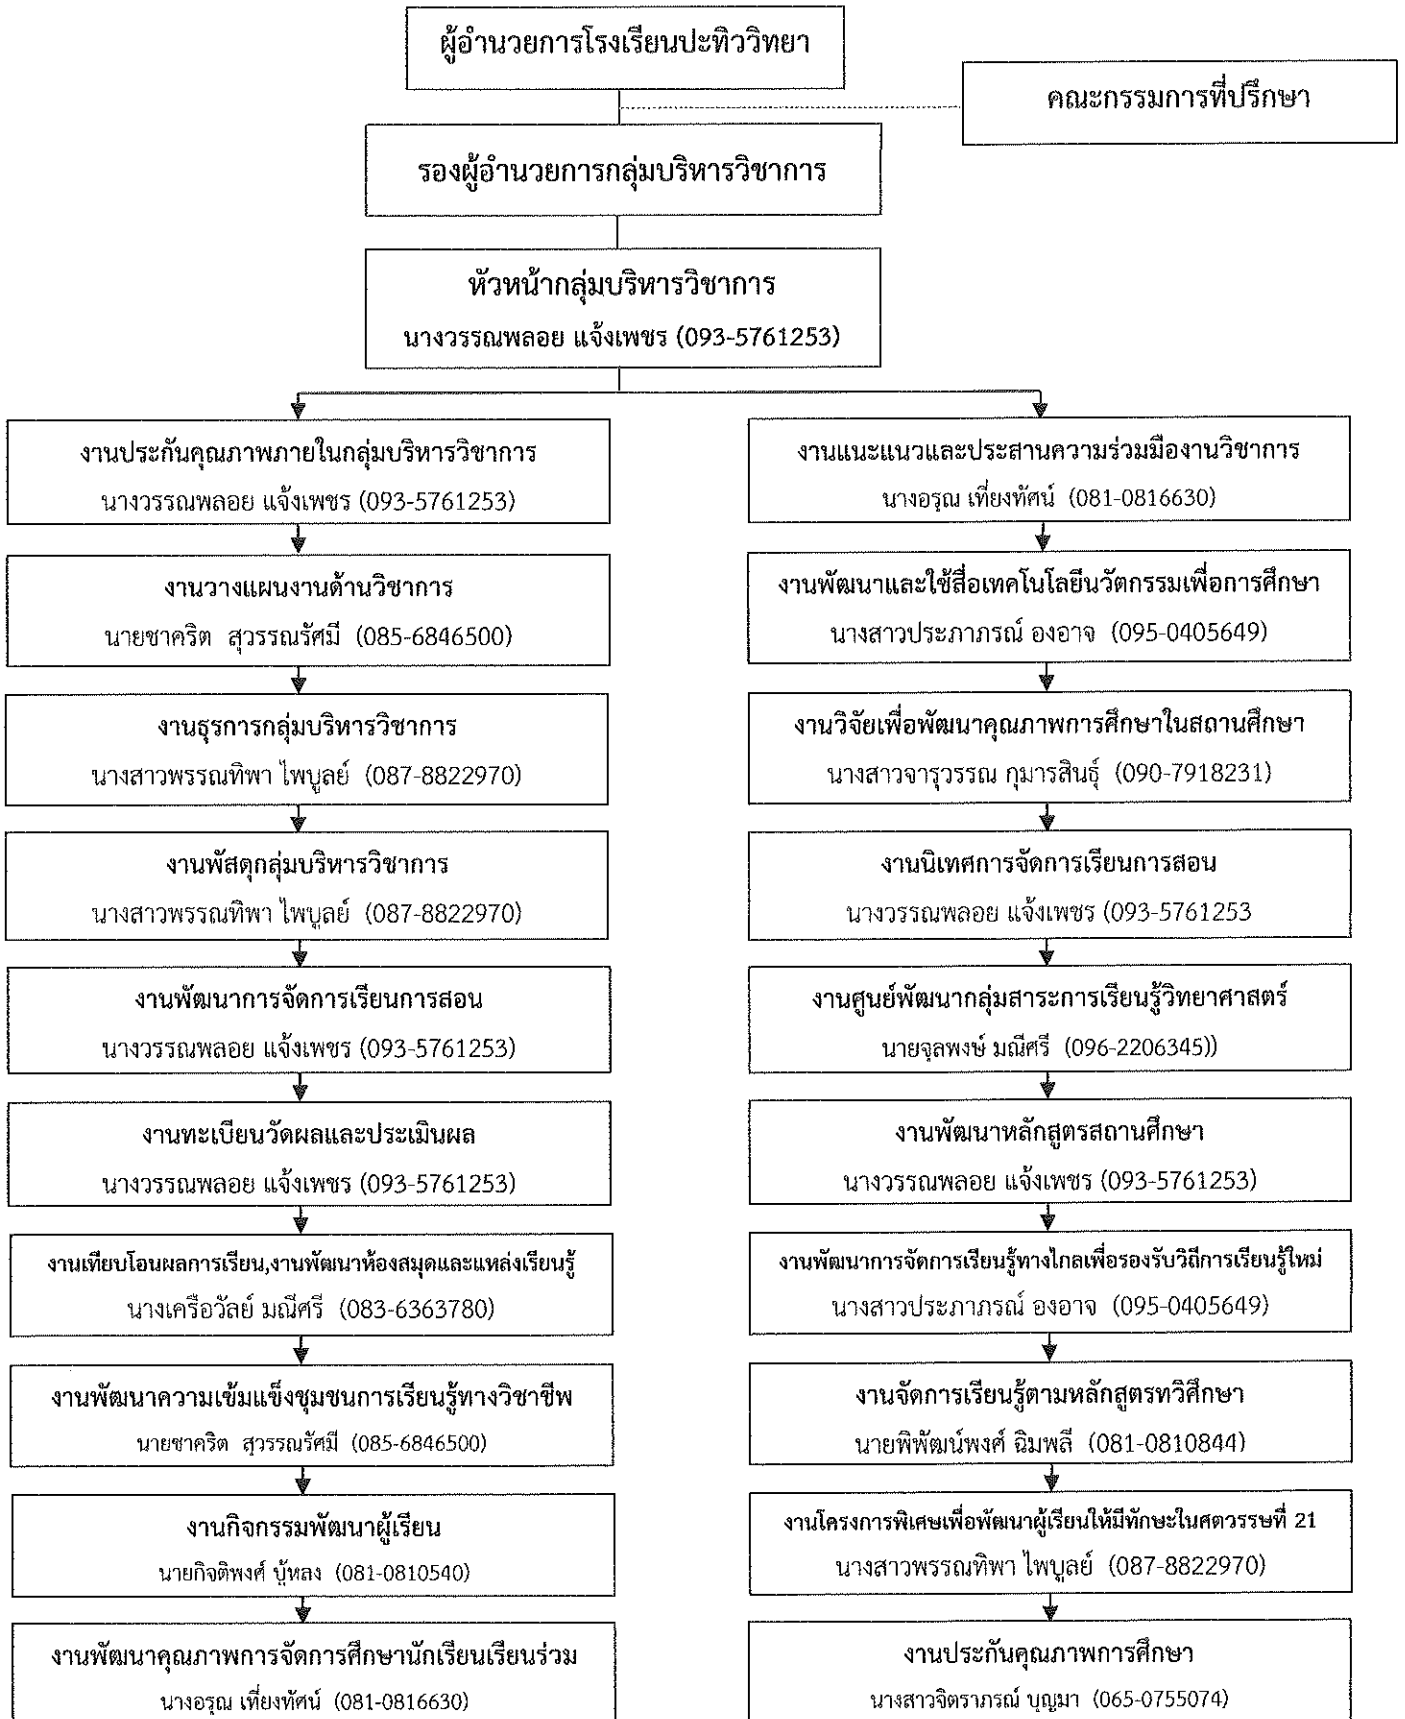 ผู้อำนวยการโรงเรียนปะทิววิทยา
คณะกรรมการที่ปรึกษา
รองผู้อำนวยการกลุ่มบริหารวิชาการ
หัวหน้ากลุ่มบริหารวิชาการ
นางวรรณพลอย แจ้งเพชร (093-5761253)
งานประกันคุณภาพภายในกลุ่มบริหารวิชาการ
นางวรรณพลอย แจ้งเพชร (093-5761253)
งานวางแผนงานด้านวิชาการ
นายชาคริต สุวรรณรัศมี (085-6846500)
งานธุรการกลุ่มบริหารวิชาการ
นางสาวพรรณทิพา ไพบูลย์ (087-8822970)
งานพัสดุกลุ่มบริหารวิชาการ
นางสาวพรรณทิพา ไพบูลย์ (087-8822970)
งานพัฒนาการจัดการเรียนการสอน
นางวรรณพลอย แจ้งเพชร (093-5761253)
งานทะเบียนวัดผลและประเมินผล
นางวรรณพลอย แจ้งเพชร (093-5761253)
งานเทียบโอนผลการเรียน,งานพัฒนาห้องสมุดและแหล่งเรียนรู้
นางเครือวัลย์ มณีศรี (083-6363780)
งานพัฒนาความเข้มแข็งชุมชนการเรียนรู้ทางวิชาชีพ
นายชาคริต สุวรรณรัศมี (085-6846500)
งานกิจกรรมพัฒนาผู้เรียน
นายกิจติพงศ์ ปู้หลง (081-0810540)
งานพัฒนาคุณภาพการจัดการศึกษานักเรียนเรียนร่วม
นางอรุณ เที่ยงทัศน์ (081-0816630)
งานแนะแนวและประสานความร่วมมืองานวิชาการ
นางอรุณ เที่ยงทัศน์ (081-0816630)
งานพัฒนาและใช้สื่อเทคโนโลยีนวัตกรรมเพื่อการศึกษา
นางสาวประภาภรณ์ องอาจ (095-0405649)
งานวิจัยเพื่อพัฒนาคุณภาพการศึกษาในสถานศึกษา
นางสาวจารุวรรณ กุมารสินธุ์ (090-7918231)
งานนิเทศการจัดการเรียนการสอน
นางวรรณพลอย แจ้งเพชร (093-5761253
งานศูนย์พัฒนากลุ่มสาระการเรียนรู้วิทยาศาสตร์
นายจุลพงษ์ มณีศรี (096-2206345))
งานพัฒนาหลักสูตรสถานศึกษา
นางวรรณพลอย แจ้งเพชร (093-5761253)
งานพัฒนาการจัดการเรียนรู้ทางไกลเพื่อรองรับวิถีการเรียนรู้ใหม่
นางสาวประภาภรณ์ องอาจ (095-0405649)
งานจัดการเรียนรู้ตามหลักสูตรทวิศึกษา
นายพิพัฒน์พงศ์ ฉิมพลี (081-0810844)
งานโครงการพิเศษเพื่อพัฒนาผู้เรียนให้มีทักษะในศตวรรษที่ 21
นางสาวพรรณทิพา ไพบูลย์ (087-8822970)
งานประกันคุณภาพการศึกษา
นางสาวจิตราภรณ์ บุญมา (065-0755074)